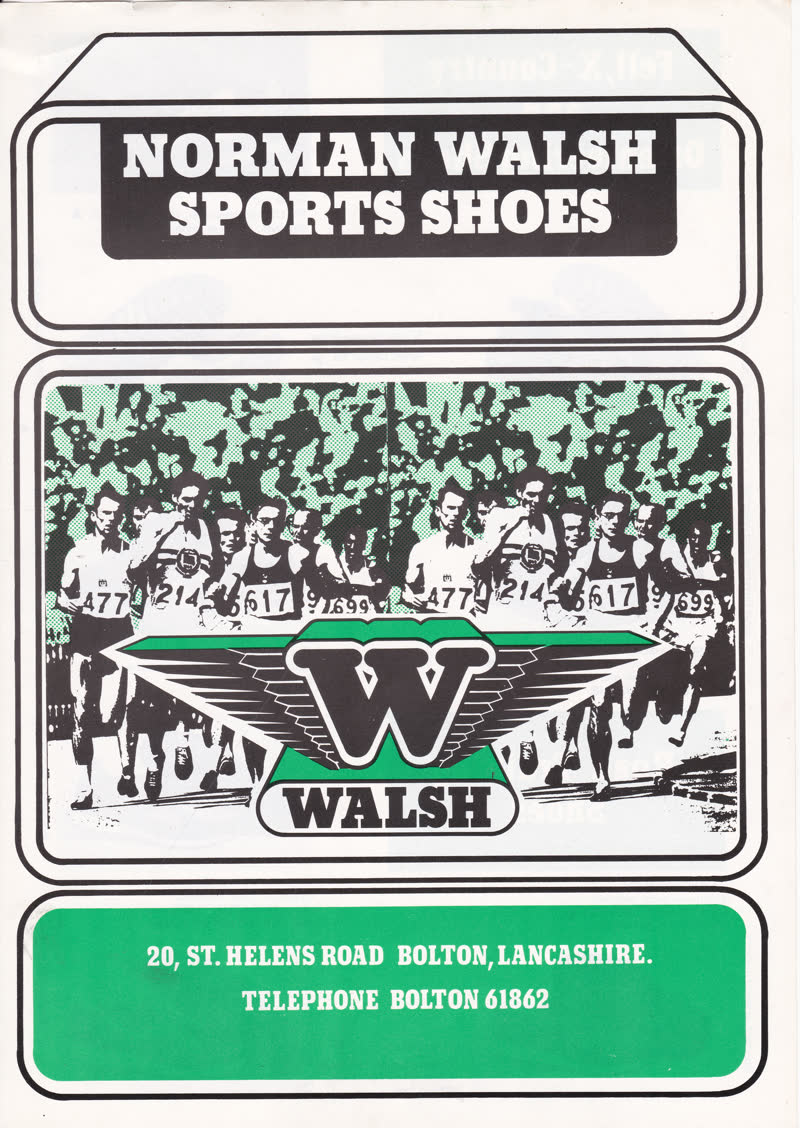 NORMAN WALSH
SPORTS SHOES
477
214
617
699
477
214
617
699
W
WALSH
20, ST. HELENS ROAD BOLTON, LANCASHIRE.
TELEPHONE BOLTON 61862